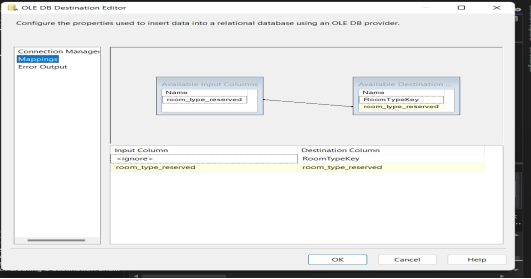 OLE DB Destination Editor
Configure the properties used to insert data into a relational database using an OLE DB provider.
Connection Manager
Mappings
Error Output
Available Input Columns
Name
room_type_reserved
Available Destination ...
Name
RoomTypeKey
room_type_reserved
Input Column Destination Column
<ignore> RoomTypeKey
room_type_reserved room_type_reserved
OK Cancel Help